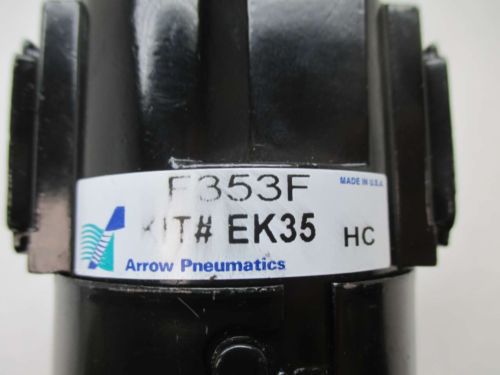 F353F
MADE IN U.S.A.
KIT# EK35
HC
Arrow Pneumatics